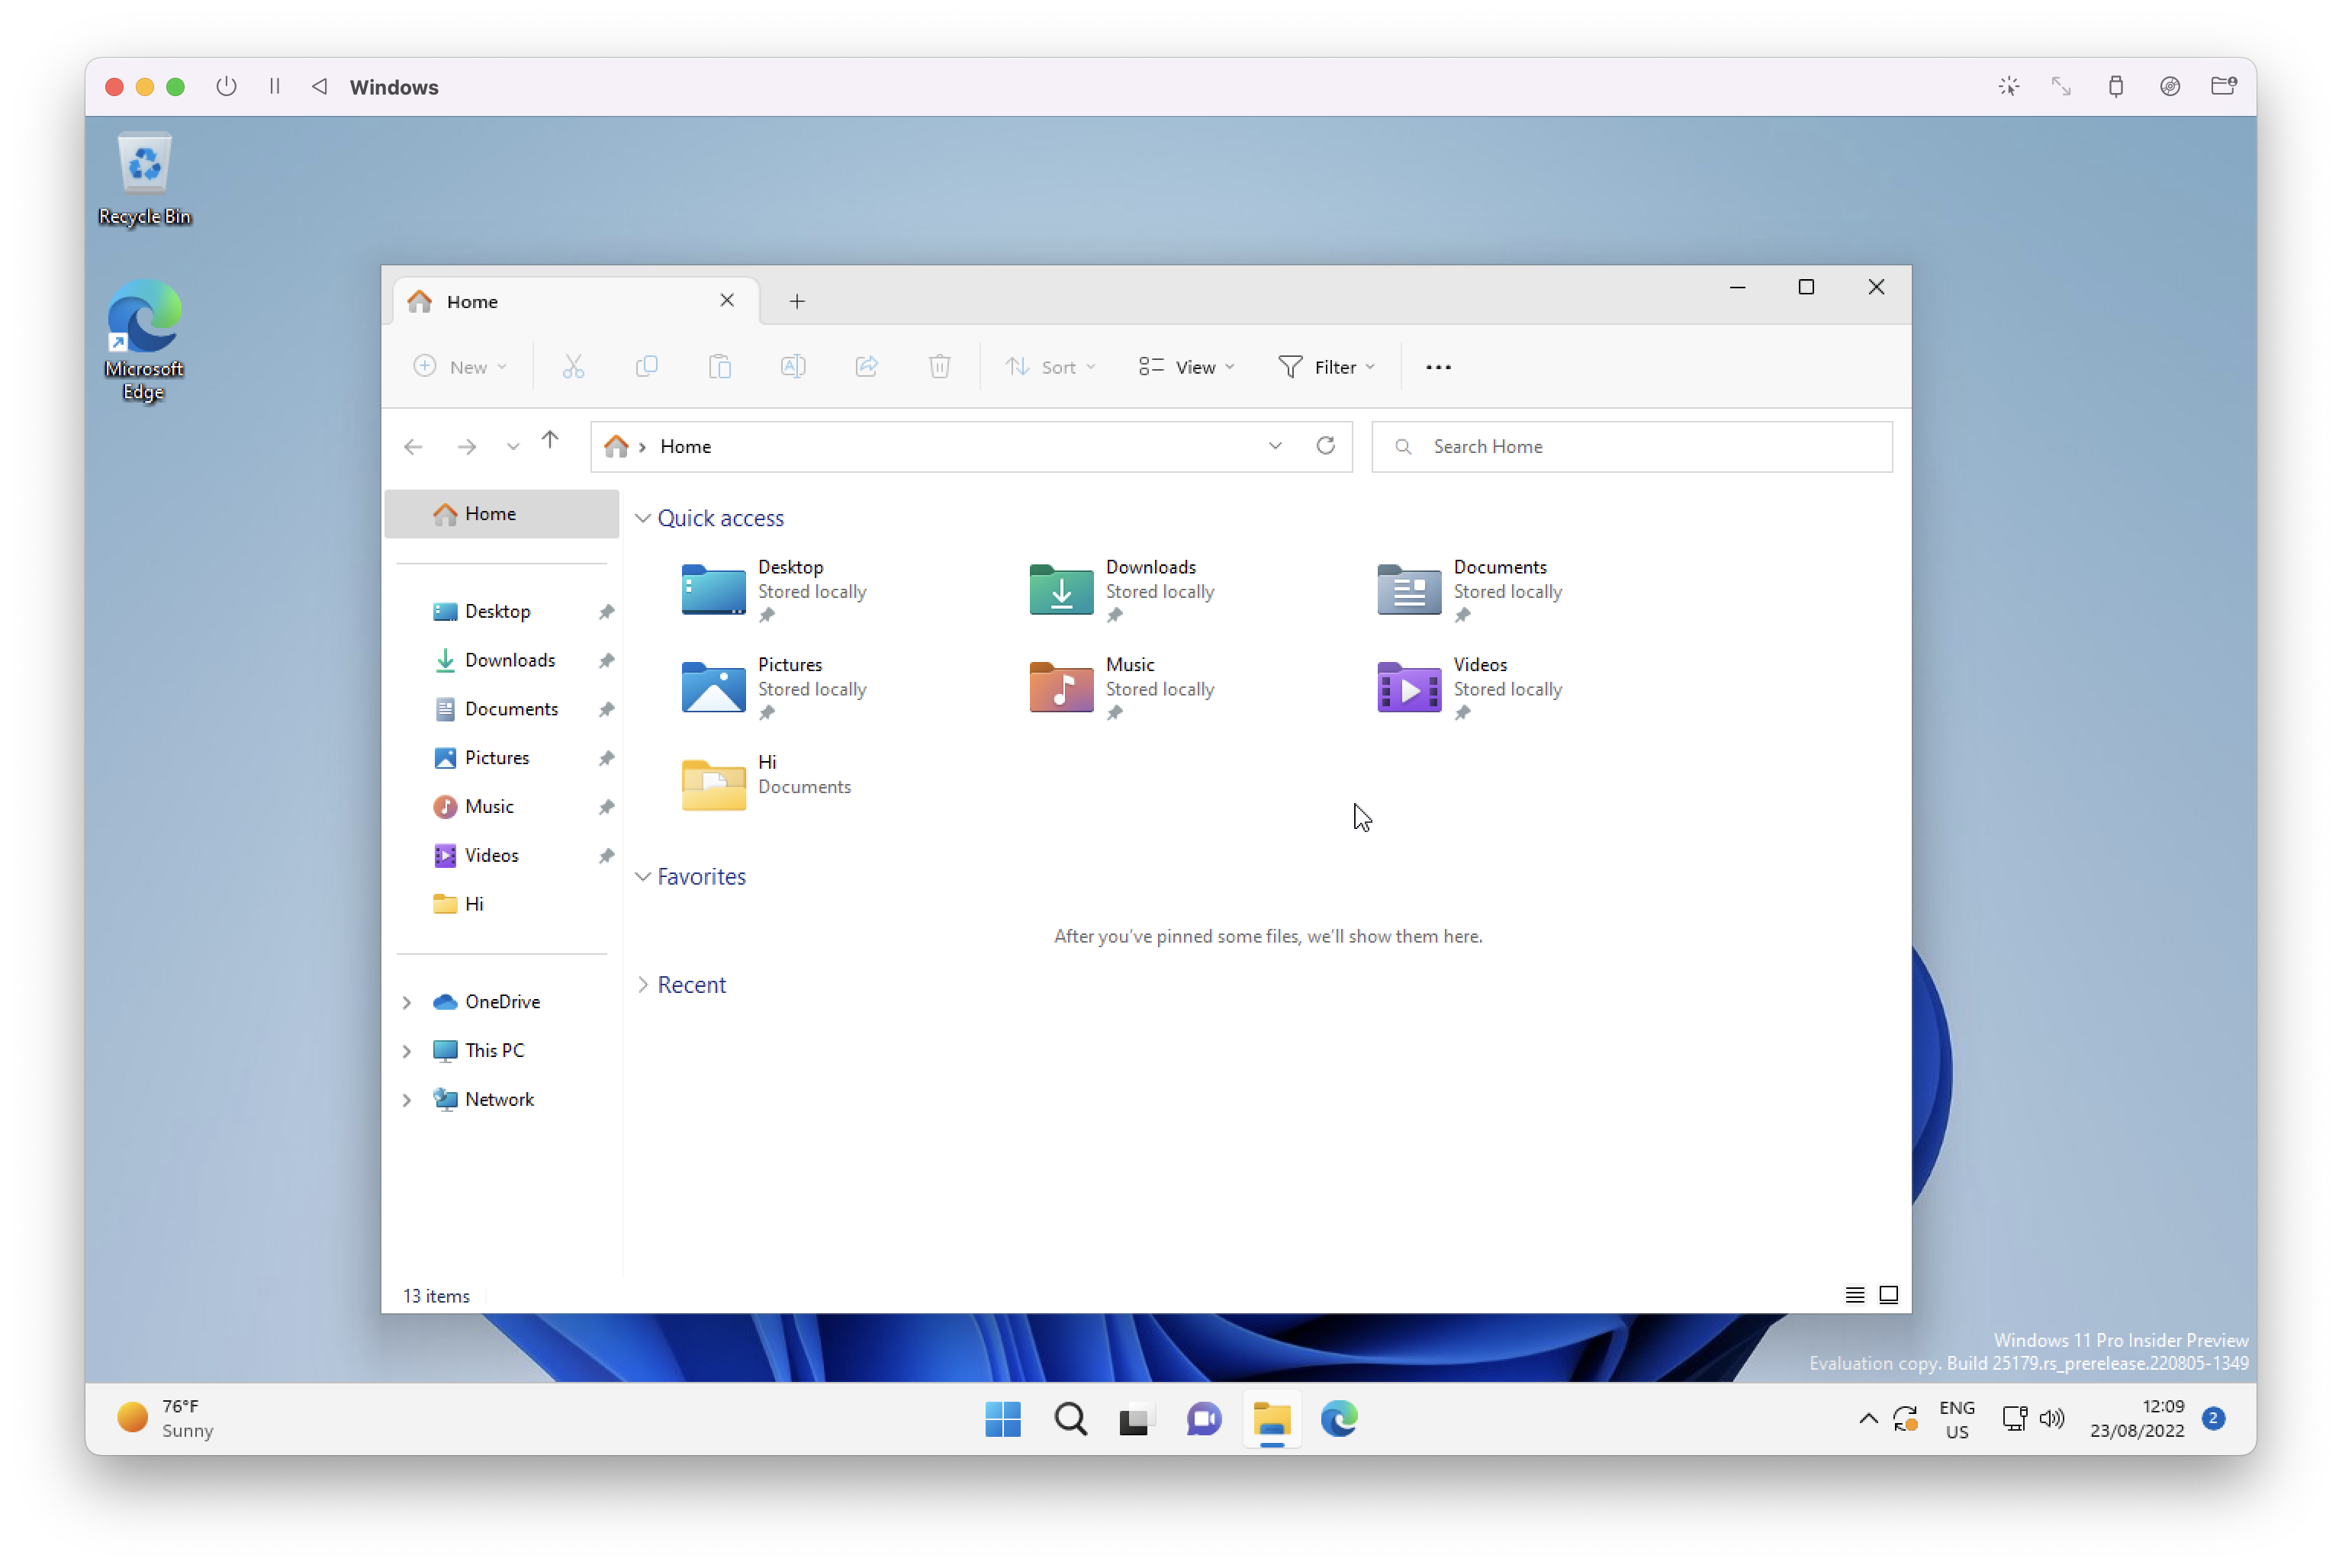 Windows
Recycle Bin
Microsoft
Edge
Home
New
Sort
View
Filter
Home
Search Home
Home
Desktop
Downloads
Documents
Pictures
Music
Videos
Hi
OneDrive
This PC
Network
Quick access
Desktop
Stored locally
Downloads
Stored locally
Documents
Stored locally
Pictures
Stored locally
Music
Stored locally
Videos
Stored locally
Hi
Documents
Favorites
After you've pinned some files, we'll show them here.
Recent
13 items
Windows 11 Pro Insider Preview
Evaluation copy. Build 25179.rs_prerelease.220805-1349
76°F
Sunny
ENG
US
12:09
23/08/2022
2